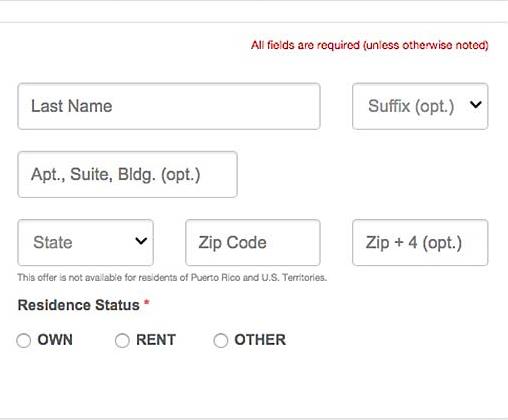 All fields are required (unless otherwise noted)
Last Name Suffix (opt.)
Apt., Suite, Bldg. (opt.)
State Zip Code Zip + 4 (opt.)
This offer is not available for residents of Puerto Rico and U.S. Territories.
Residence Status *
OWN RENT OTHER